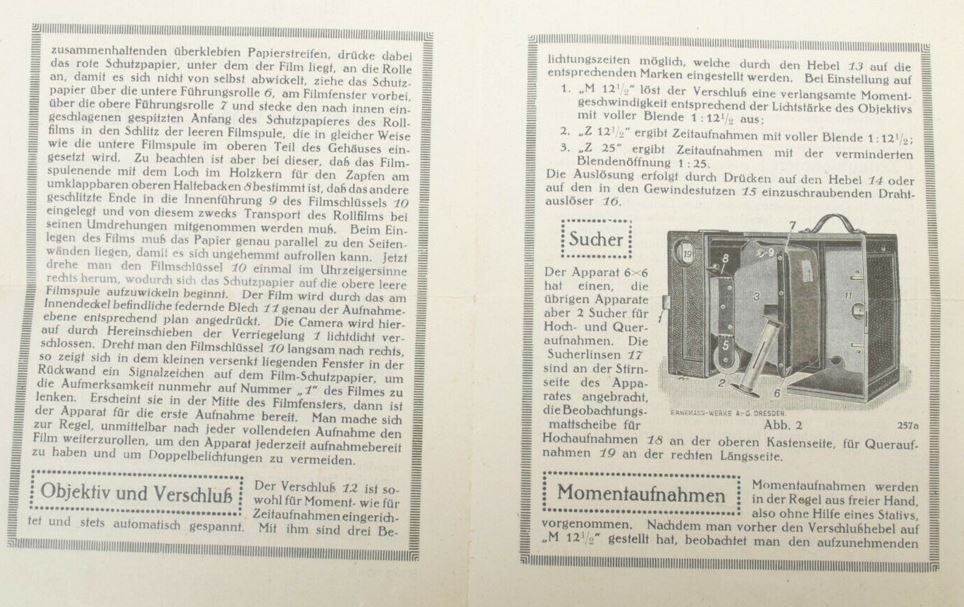 zusammenhaltenden überklebten Papierstreifen, drücke dabei
das rote Schutzpapier, unter dem der Film liegt, an die Rolle
an, damit es sich nicht von selbst abwickelt, ziehe das Schutz-
papier über die untere Führungsrolle 6, am Filmfenster vorbei,
über die obere Führungsrolle 7 und stecke den nach innen ein-
geschlagenen gespitzten Anfang des Schutzpapieres des Roll-
films in den Schlitz der leeren Filmspule, die in gleicher Weise
wie die untere Filmspule im oberen Teil des Gehäuses ein-
gesetzt wird. Zu beachten ist aber bei dieser, daß das Film-
spulenende mit dem Loch im Holzkern für den Zapfen am
umklappbaren oberen Haltebacken 8 bestimmt ist, daß das andere
geschlitzte Ende in die Innenführung 9 des Filmschlüssels 10
eingelegt und von diesem zwecks Transport des Rollfilms bei
seinen Umdrehungen mitgenommen werden muß. Beim Ein-
legen des Films muß das Papier genau parallel zu den Seiten-
wänden liegen, damit es sich ungehemmt aufrollen kann. Jetzt
drehe man den Filmschlüssel 10 einmal im Uhrzeigersinne
rechts herum, wodurch sich das Schutzpapier auf die obere leere
Filmspule aufzuwickeln beginnt. Der Film wird durch das am
Innendeckel befindliche federnde Blech 11 genau der Aufnahme-
ebene entsprechend plan angedrückt. Die Camera wird hier-
auf durch Hereinschieben der Verriegelung 1 lichtdicht ver-
schlossen. Dreht man den Filmschlüssel 10 langsam nach rechts,
so zeigt sich in dem kleinen versenkt liegenden Fenster in der
Rückwand ein Signalzeichen auf dem Film-Schutzpapier, um
die Aufmerksamkeit nunmehr auf Nummer „1" des Filmes zu
lenken. Erscheint sie in der Mitte des Filmfensters, dann ist
der Apparat für die erste Aufnahme bereit. Man mache sich
zur Regel, unmittelbar nach jeder vollendeten Aufnahme den
Film weiterzurollen, um den Apparat jederzeit aufnahmebereit
zu haben und um Doppelbelichtungen zu vermeiden.
Objektiv und Verschluß
Der Verschluß 12 ist so-
wohl für Moment- wie für
Zeitaufnahmen eingerich-
tet und stets automatisch gespannt. Mit ihm sind drei Be-
lichtungszeiten möglich, welche durch den Hebel 13 auf die
entsprechenden Marken eingestellt werden. Bei Einstellung auf
1. „M 12½" löst der Verschluß eine verlangsamte Moment-
geschwindigkeit entsprechend der Lichtstärke des Objektivs
mit voller Blende 1:12½ aus;
2. „Z 12½" ergibt Zeitaufnahmen mit voller Blende 1:12½;
3. „Z 25" ergibt Zeitaufnahmen mit der verminderten
Blendenöffnung 1:25.
Die Auslösung erfolgt durch Drücken auf den Hebel 14 oder
auf den in den Gewindestutzen 15 einzuschraubenden Draht-
auslöser 16.
Sucher
Der Apparat 6×6
hat einen, die
übrigen Apparate
aber 2 Sucher für
Hoch- und Quer-
aufnahmen. Die
Sucherlinsen 17
sind an der Stirn-
seite des Appa-
rates angebracht,
die Beobachtungs-
mattscheibe für
Hochaufnahmen 18 an der oberen Kastenseite, für Querauf-
nahmen 19 an der rechten Längsseite.
7
19
8
9
3
11
1
5
2
6
ERNEMANN-WERKE A.-G. DRESDEN.
Abb. 2
257a
Momentaufnahmen
Momentaufnahmen werden
in der Regel aus freier Hand,
also ohne Hilfe eines Stativs,
vorgenommen. Nachdem man vorher den Verschlußhebel auf
„M 12½" gestellt hat, beobachtet man den aufzunehmenden